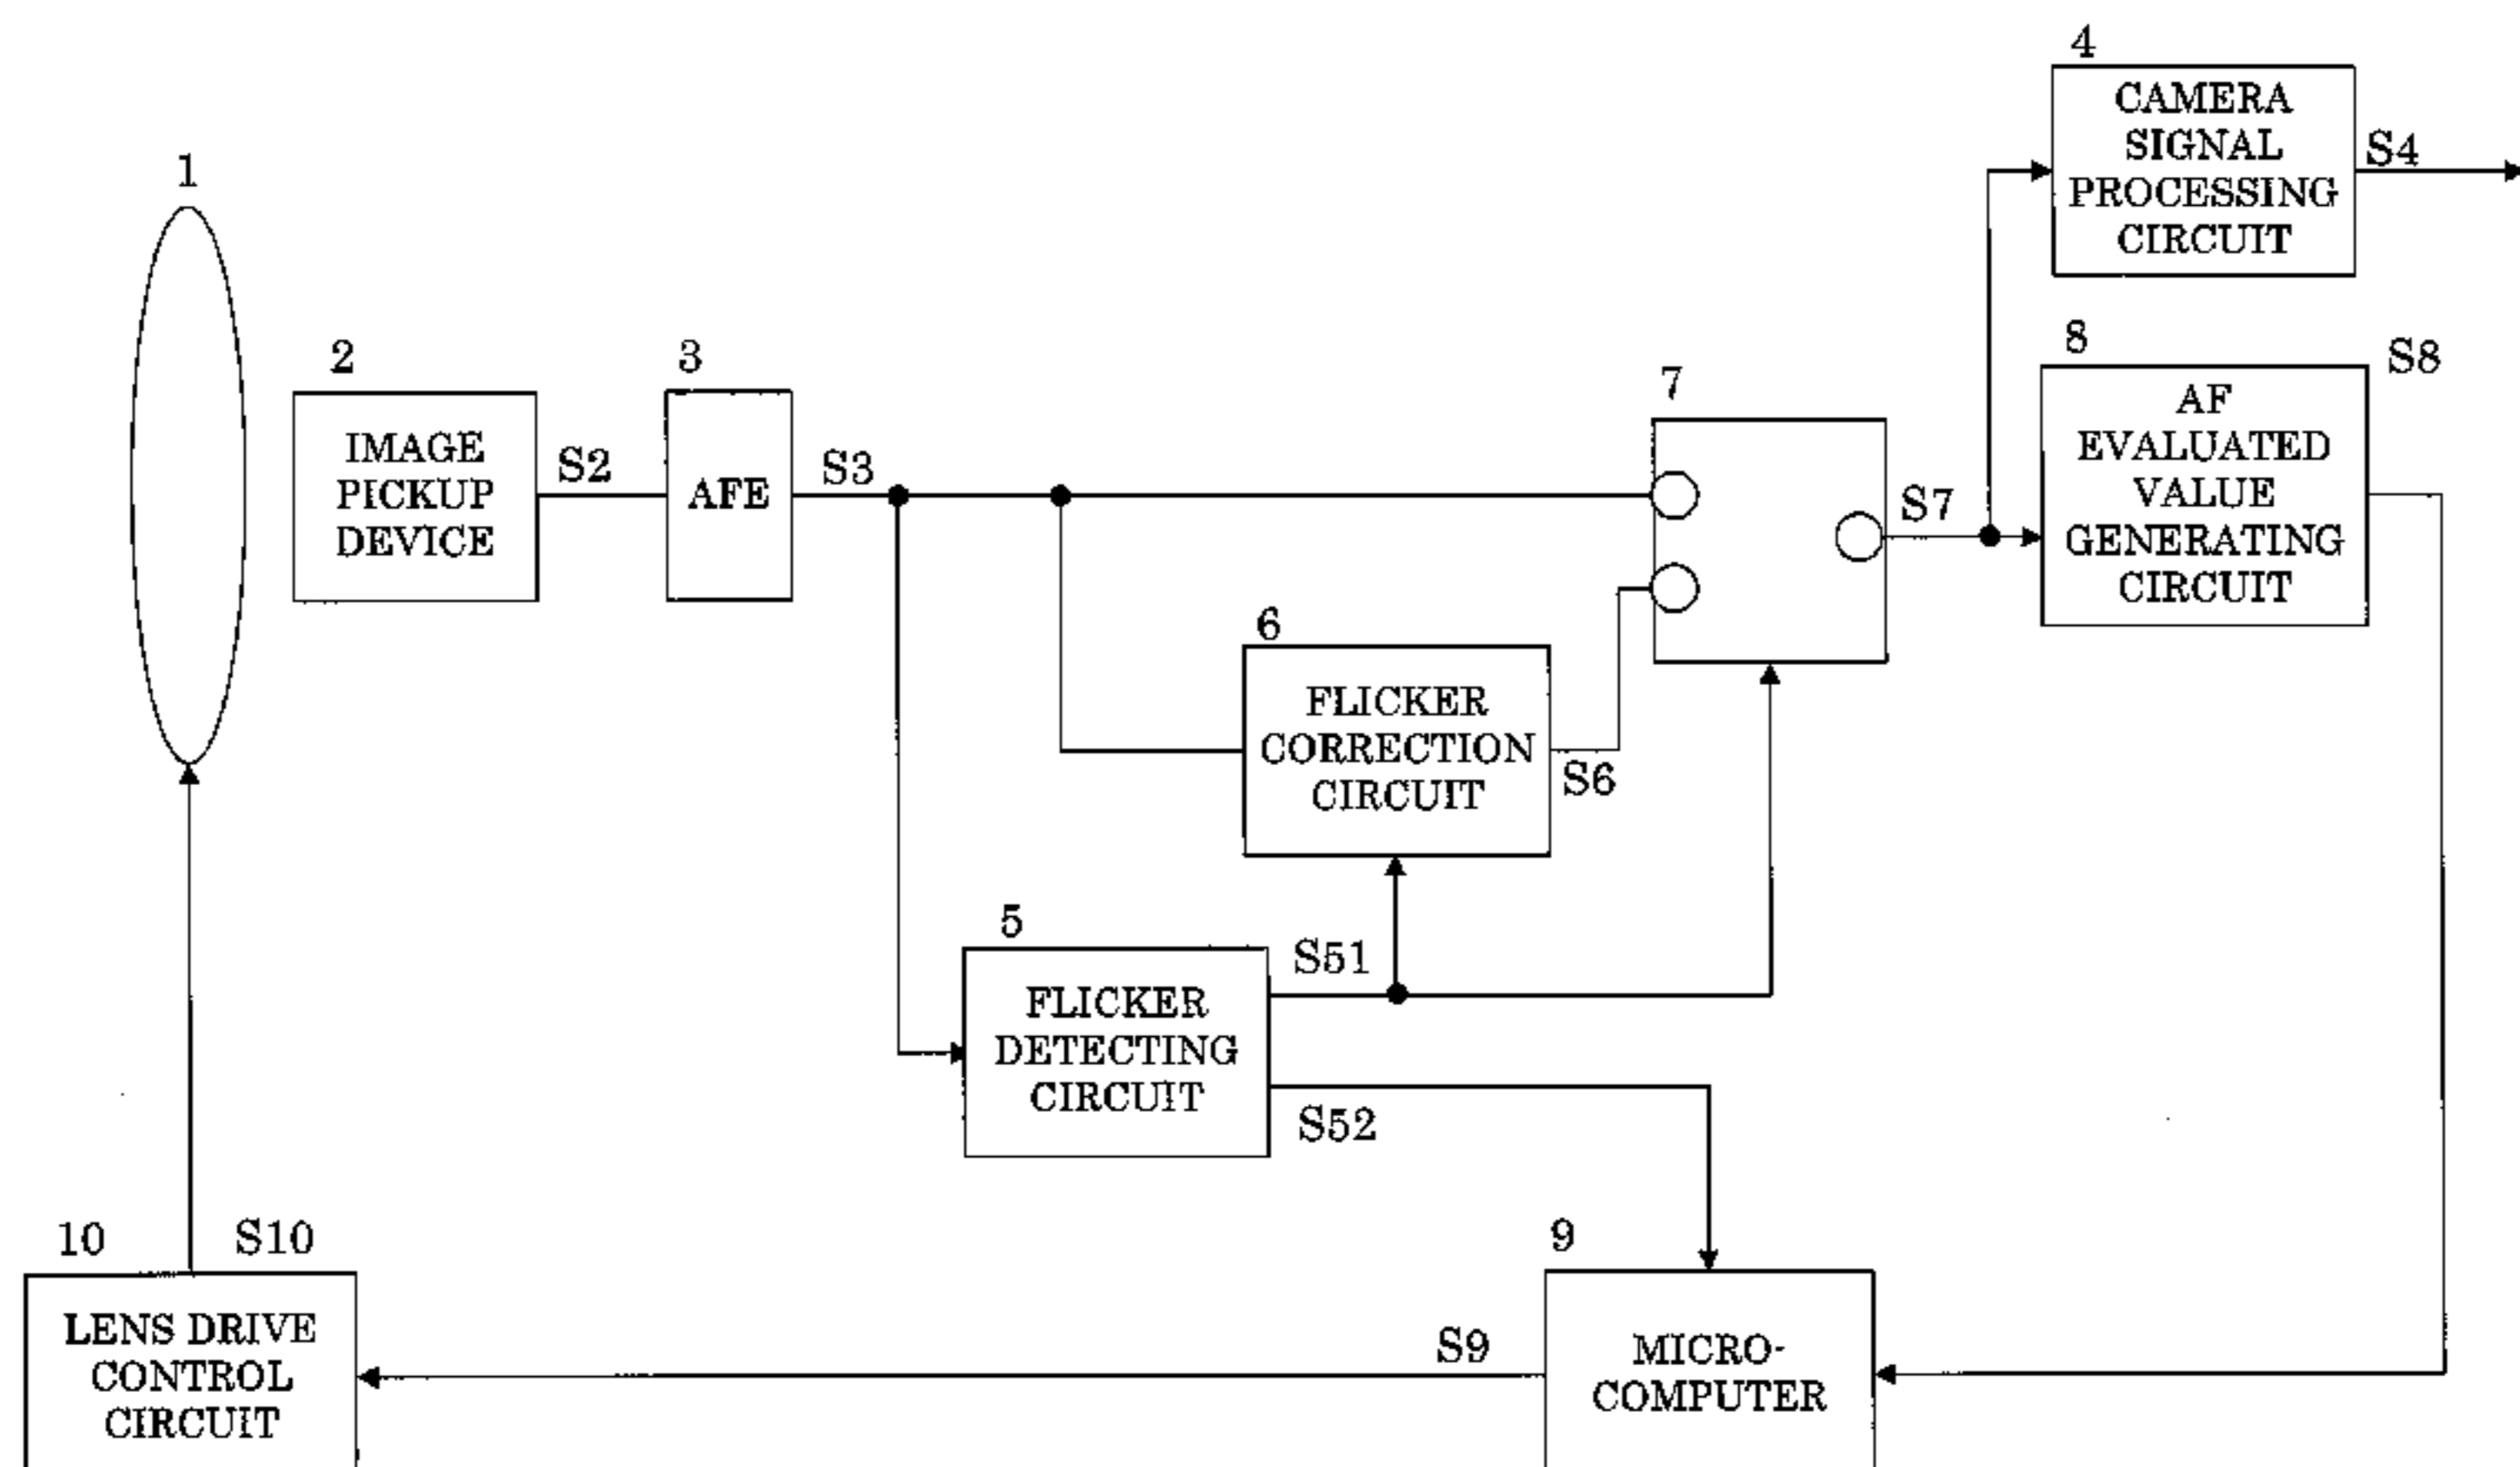 4
CAMERA
SIGNAL
PROCESSING
CIRCUIT
S4
1
2
IMAGE
PICKUP
DEVICE
S2
3
AFE
S3
7
S7
8
AF
EVALUATED
VALUE
GENERATING
CIRCUIT
S8
6
FLICKER
CORRECTION
CIRCUIT
S6
5
FLICKER
DETECTING
CIRCUIT
S51
S52
10
S10
LENS DRIVE
CONTROL
CIRCUIT
S9
9
MICRO-
COMPUTER